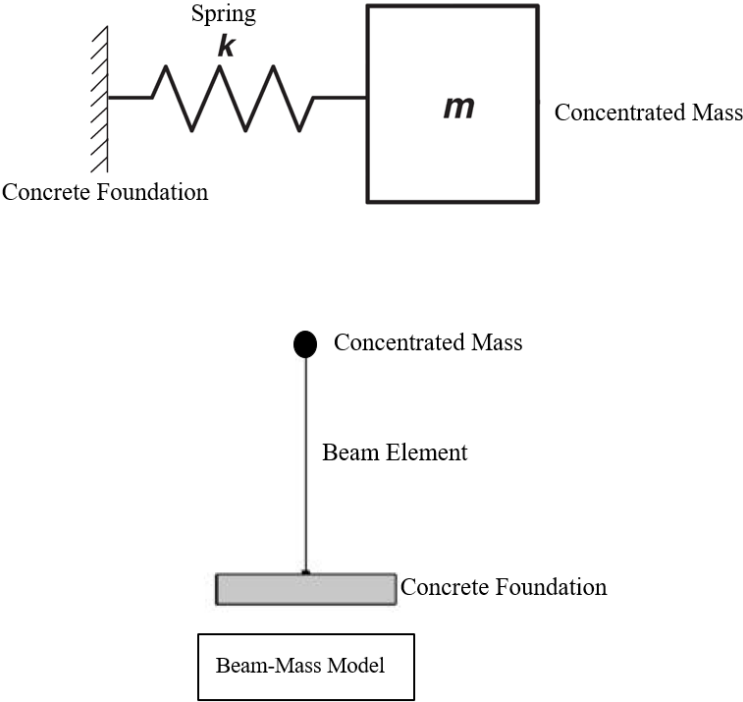 Spring
k
m
Concentrated Mass
Concrete Foundation
Concentrated Mass
Beam Element
Concrete Foundation
Beam-Mass Model